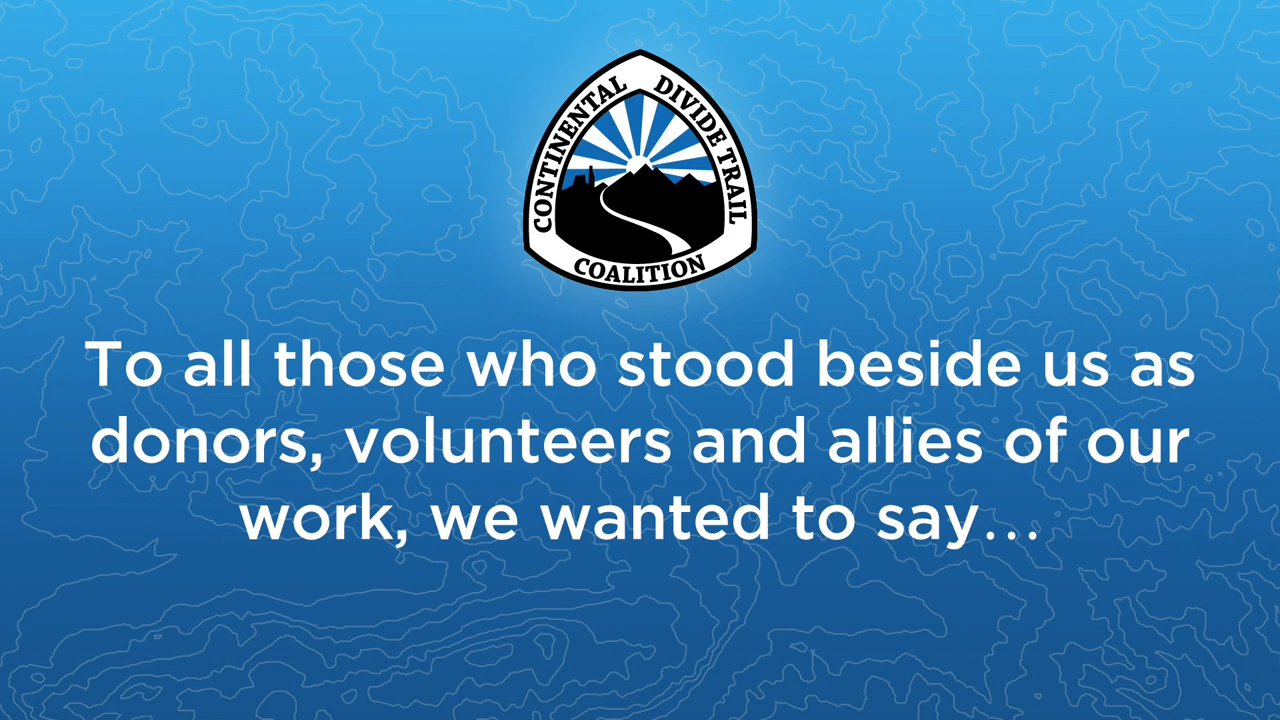 CONTINENTAL DIVIDE TRAIL
COALITION
To all those who stood beside us as
donors, volunteers and allies of our
work, we wanted to say…